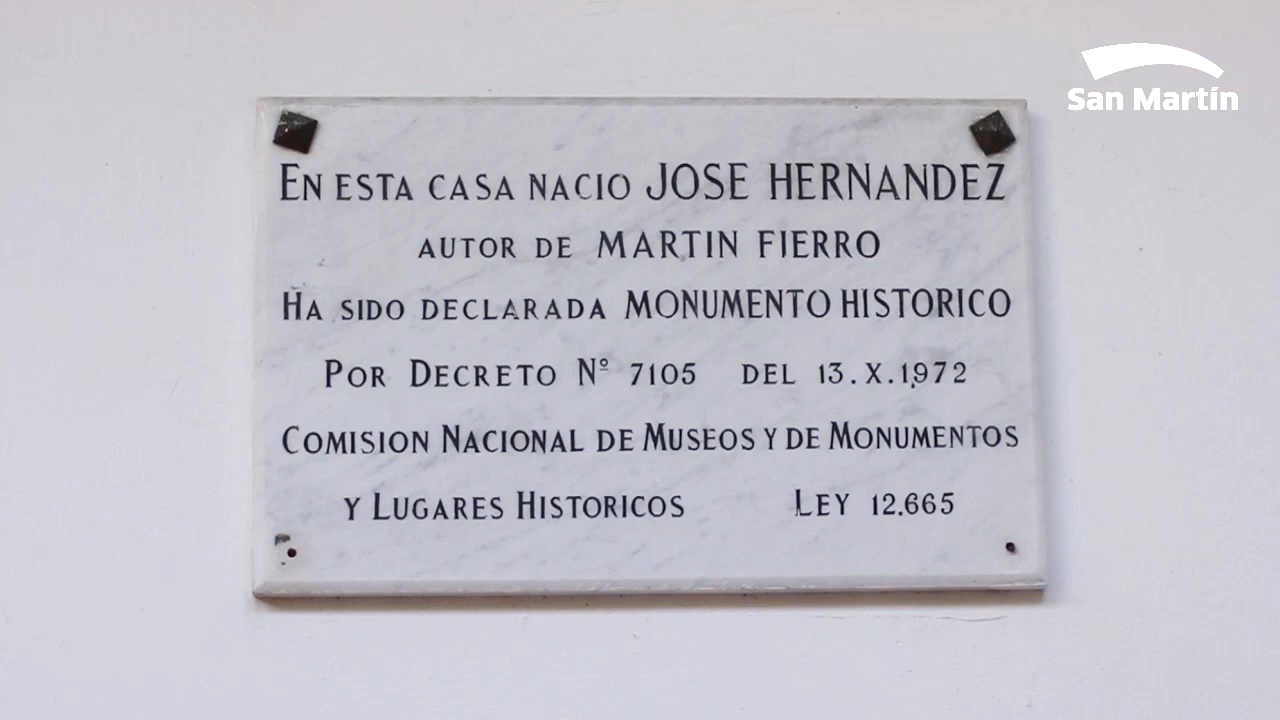 San Martín
EN ESTA CASA NACIO JOSE HERNANDEZ
AUTOR DE MARTIN FIERRO
HA SIDO DECLARADA MONUMENTO HISTORICO
POR DECRETO Nº 7105 DEL 13.X.1972
COMISION NACIONAL DE MUSEOS Y DE MONUMENTOS
Y LUGARES HISTORICOS LEY 12.665